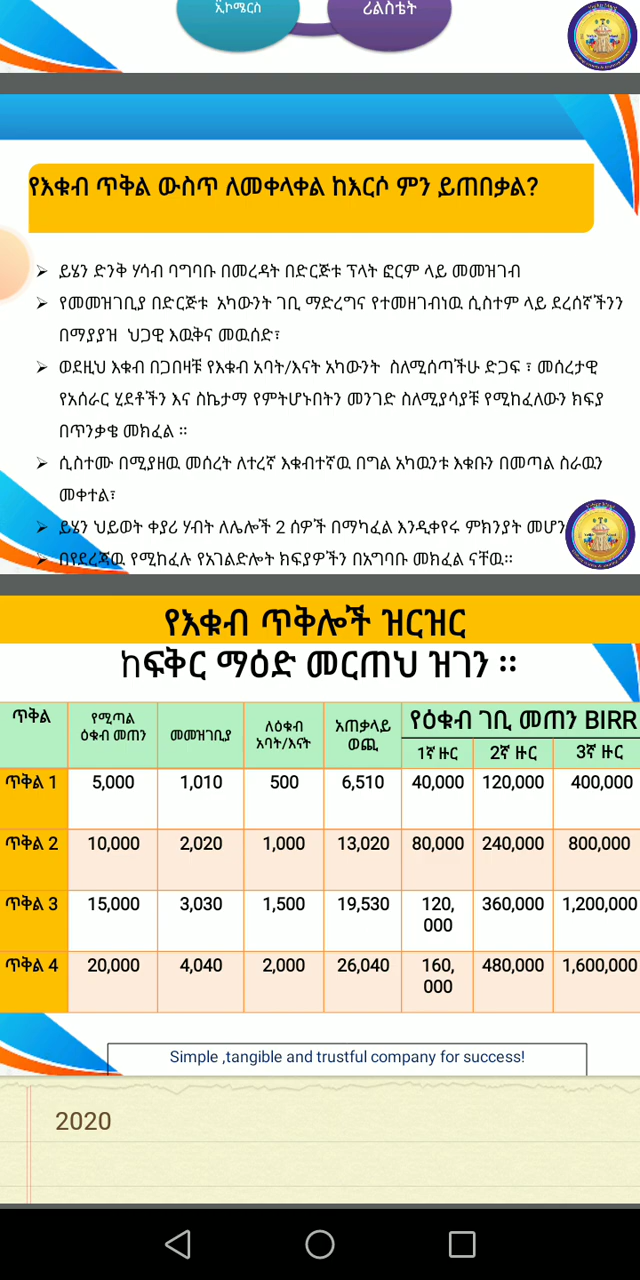 ኢኮሜርስ
ሪልስቴት
የእቁብ ጥቅል ውስጥ ለመቀላቀል ከእርሶ ምን ይጠበቃል?
➢ ይሄን ድንቅ ሃሳብ ባግባቡ በመረዳት በድርጅቱ ፕላት ፎርም ላይ መመዝገብ
➢ የመመዝገቢያ በድርጅቱ አካውንት ገቢ ማድረግና የተመዘገብነዉ ሲስተም ላይ ደረሰኛችንን
በማያያዝ ህጋዊ እዉቅና መዉሰድ፣
➢ ወደዚህ እቁብ በጋበዛቹ የእቁብ አባት/እናት አካውንት ስለሚሰጣችሁ ድጋፍ ፣ መሰረታዊ
የአሰራር ሂደቶችን እና ስኬታማ የምትሆኑበትን መንገድ ስለሚያሳያቹ የሚከፈለውን ክፍያ
በጥንቃቄ መክፈል ።
➢ ሲስተሙ በሚያዘዉ መሰረት ለተረኛ እቁብተኛዉ በግል አካዉንቱ እቁቡን በመጣል ስራዉን
መቀተል፣
➢ ይሄን ህይወት ቀያሪ ሃብት ለሌሎች 2 ሰዎች በማካፈል እንዲቀየሩ ምክንያት መሆን
➢ በየደረጃዉ የሚከፈሉ የአገልድሎት ክፍያዎችን በአግባቡ መክፈል ናቸዉ።
የእቁብ ጥቅሎች ዝርዝር
ከፍቅር ማዕድ መርጠህ ዝገን ።
ጥቅል የሚጣል ዕቁብ መጠን መመዝገቢያ ለዕቁብ አባት/እናት አጠቃላይ ወጪ የዕቁብ ገቢ መጠን BIRR
1ኛ ዙር 2ኛ ዙር 3ኛ ዙር
ጥቅል 1 5,000 1,010 500 6,510 40,000 120,000 400,000
ጥቅል 2 10,000 2,020 1,000 13,020 80,000 240,000 800,000
ጥቅል 3 15,000 3,030 1,500 19,530 120,000 360,000 1,200,000
ጥቅል 4 20,000 4,040 2,000 26,040 160,000 480,000 1,600,000
Simple ,tangible and trustful company for success!
2020